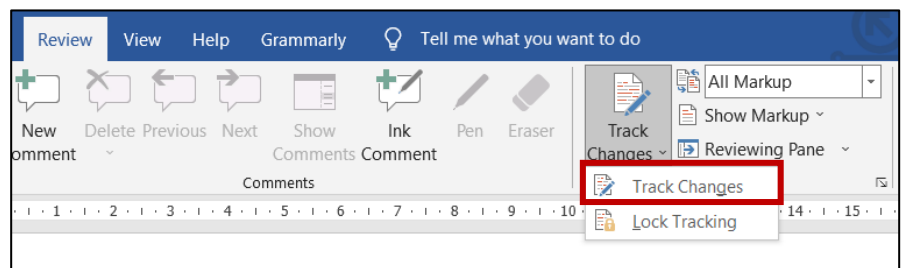 Review View Help Grammarly Tell me what you want to do
New Delete Previous Next Show Ink Pen Eraser Track All Markup
omment Comments Comment Changes Show Markup
Reviewing Pane
Comments
Track Changes
1 2 3 4 5 6 7 8 9 10 14 15
Lock Tracking